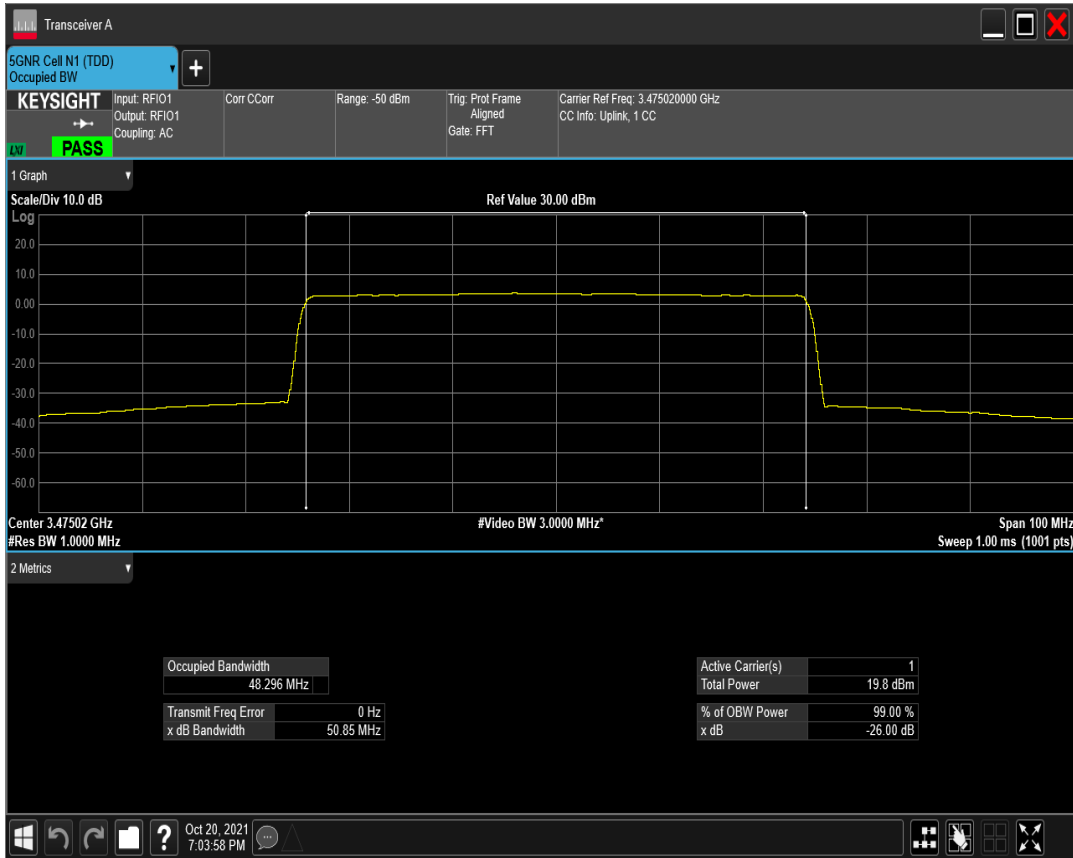 Transceiver A
5GNR Cell N1 (TDD)
Occupied BW
+
KEYSIGHT
LXI
PASS
Input: RFIO1
Output: RFIO1
Coupling: AC
Corr CCorr
Range: -50 dBm
Trig: Prot Frame
Aligned
Gate: FFT
Carrier Ref Freq: 3.475020000 GHz
CC Info: Uplink, 1 CC
1 Graph
Scale/Div 10.0 dB
Ref Value 30.00 dBm
Log
20.0
10.0
0.00
-10.0
-20.0
-30.0
-40.0
-50.0
-60.0
Center 3.47502 GHz
#Video BW 3.0000 MHz*
Span 100 MHz
#Res BW 1.0000 MHz
Sweep 1.00 ms (1001 pts)
2 Metrics
Occupied Bandwidth
48.296 MHz
Transmit Freq Error 0 Hz
x dB Bandwidth 50.85 MHz
Active Carrier(s) 1
Total Power 19.8 dBm
% of OBW Power 99.00 %
x dB -26.00 dB
?
Oct 20, 2021
7:03:58 PM